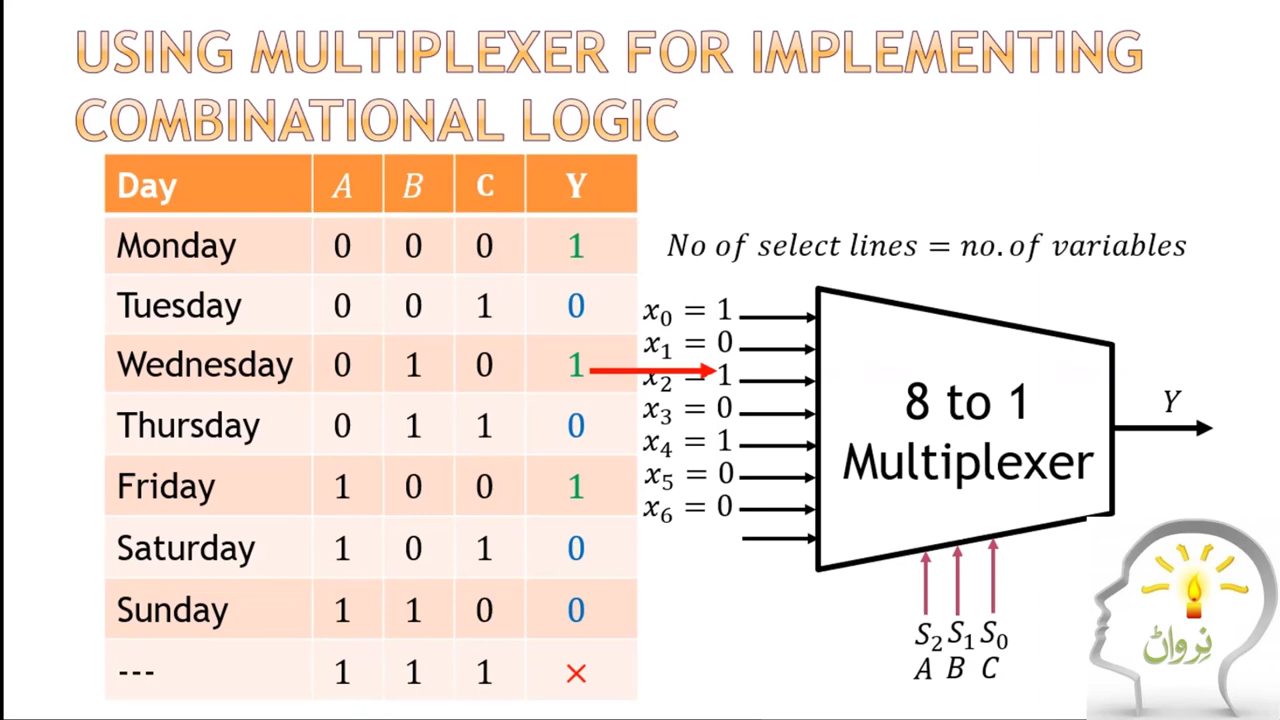 USING MULTIPLEXER FOR IMPLEMENTING
COMBINATIONAL LOGIC
Day A B C Y
Monday 0 0 0 1
Tuesday 0 0 1 0
Wednesday 0 1 0 1
Thursday 0 1 1 0
Friday 1 0 0 1
Saturday 1 0 1 0
Sunday 1 1 0 0
--- 1 1 1 ×
No of select lines = no. of variables
x₀ = 1
x₁ = 0
x₂ = 1
x₃ = 0
x₄ = 1
x₅ = 0
x₆ = 0
8 to 1
Multiplexer
Y
S₂ S₁ S₀
A B C
نِروان